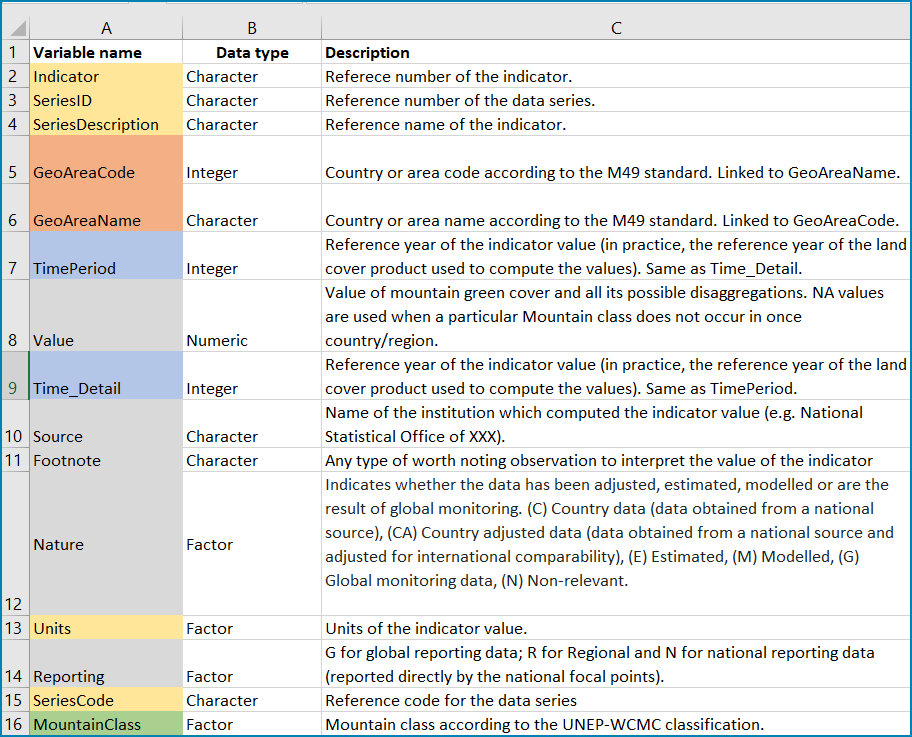 A B C
1 Variable name Data type Description
2 Indicator Character Referece number of the indicator.
3 SeriesID Character Reference number of the data series.
4 SeriesDescription Character Reference name of the indicator.
5 GeoAreaCode Integer Country or area code according to the M49 standard. Linked to GeoAreaName.
6 GeoAreaName Character Country or area name according to the M49 standard. Linked to GeoAreaCode.
Reference year of the indicator value (in practice, the reference year of the land
7 TimePeriod Integer cover product used to compute the values). Same as Time_Detail.
Value of mountain green cover and all its possible disaggregations. NA values
are used when a particular Mountain class does not occur in once
8 Value Numeric country/region.
Reference year of the indicator value (in practice, the reference year of the land
9 Time_Detail Integer cover product used to compute the values). Same as TimePeriod.
Name of the institution which computed the indicator value (e.g. National
10 Source Character Statistical Office of XXX).
11 Footnote Character Any type of worth noting observation to interpret the value of the indicator
Indicates whether the data has been adjusted, estimated, modelled or are the
result of global monitoring. (C) Country data (data obtained from a national
source), (CA) Country adjusted data (data obtained from a national source and
Nature Factor adjusted for international comparability), (E) Estimated, (M) Modelled, (G)
Global monitoring data, (N) Non-relevant.
12
13 Units Factor Units of the indicator value.
G for global reporting data; R for Regional and N for national reporting data
14 Reporting Factor (reported directly by the national focal points).
15 SeriesCode Character Reference code for the data series
16 MountainClass Factor Mountain class according to the UNEP-WCMC classification.